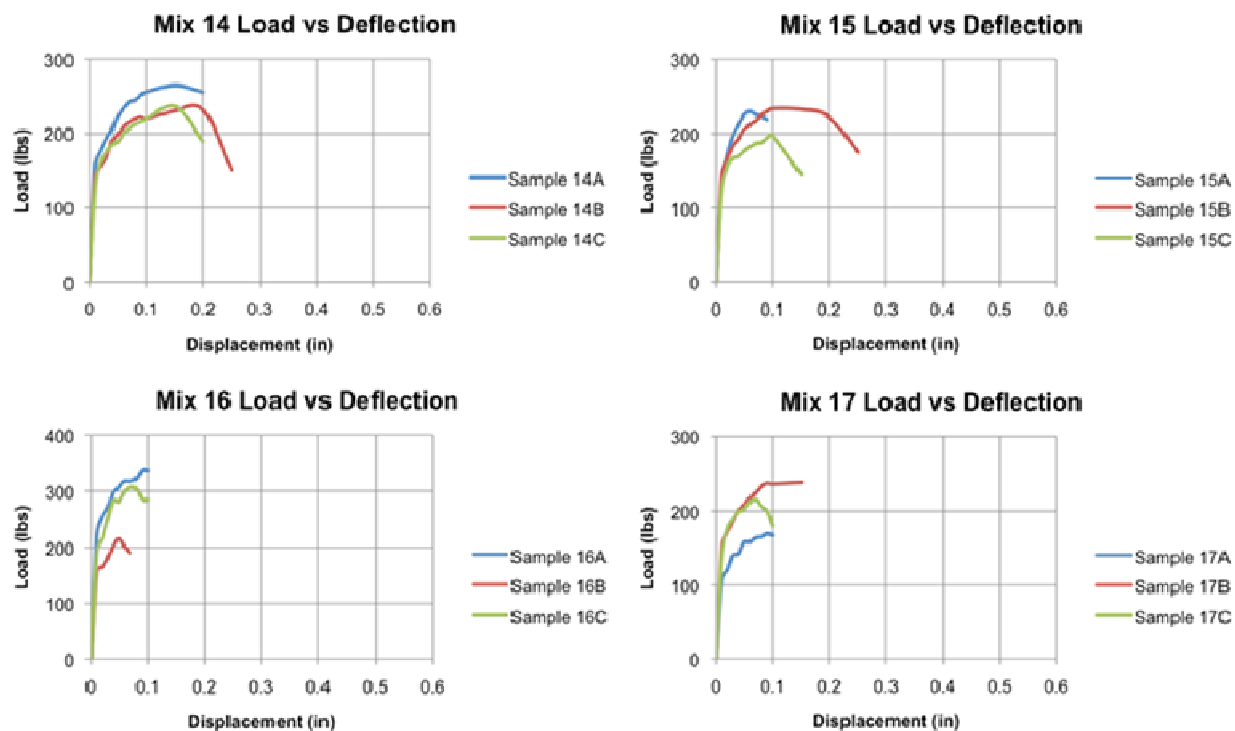 Mix 14 Load vs Deflection
300
200
100
0
0 0.1 0.2 0.3 0.4 0.5 0.6
Load (lbs)
Displacement (in)
Sample 14A
Sample 14B
Sample 14C
Mix 15 Load vs Deflection
300
200
100
0
0 0.1 0.2 0.3 0.4 0.5 0.6
Load (lbs)
Displacement (in)
Sample 15A
Sample 15B
Sample 15C
Mix 16 Load vs Deflection
400
300
200
100
0
0 0.1 0.2 0.3 0.4 0.5 0.6
Load (lbs)
Displacement (in)
Sample 16A
Sample 16B
Sample 16C
Mix 17 Load vs Deflection
300
200
100
0
0 0.1 0.2 0.3 0.4 0.5 0.6
Load (lbs)
Displacement (in)
Sample 17A
Sample 17B
Sample 17C